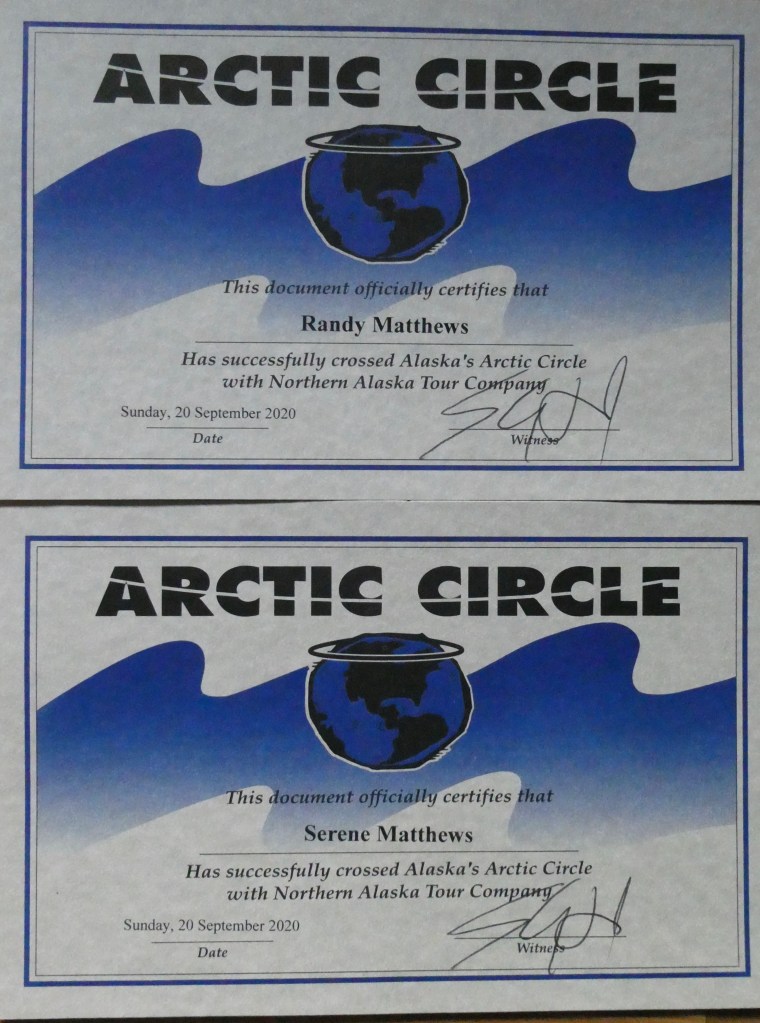 ARCTIC CIRCLE
This document officially certifies that
Randy Matthews
Has successfully crossed Alaska's Arctic Circle
with Northern Alaska Tour Company
Sunday, 20 September 2020
Date
Witness
ARCTIC CIRCLE
This document officially certifies that
Serene Matthews
Has successfully crossed Alaska's Arctic Circle
with Northern Alaska Tour Company
Sunday, 20 September 2020
Date
Witness